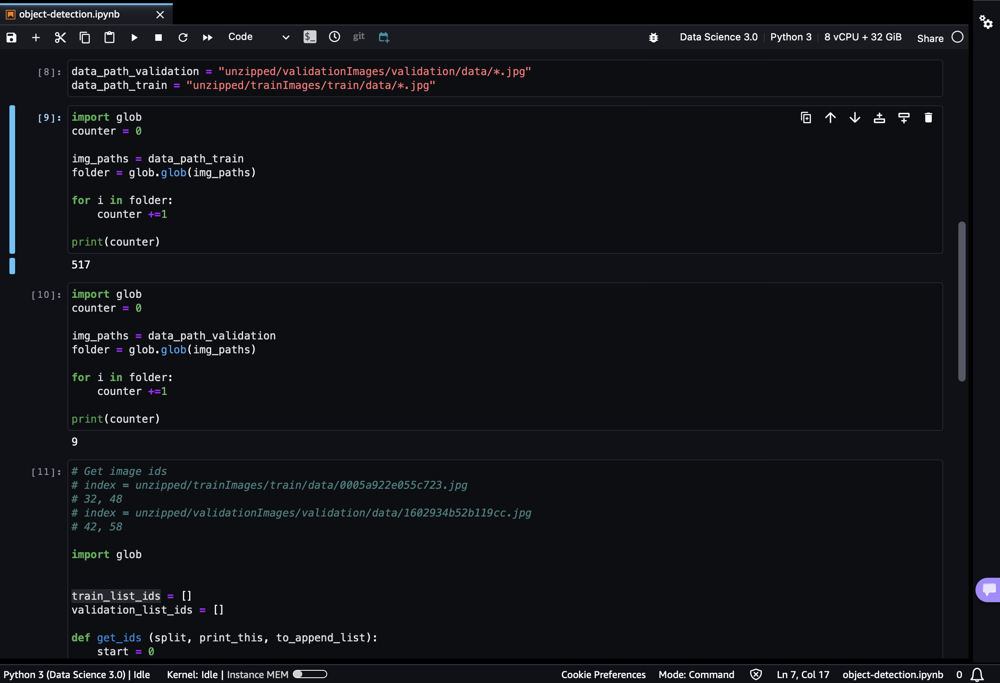 object-detection.ipynb
Code
$_
git
Data Science 3.0
Python 3
8 vCPU + 32 GiB
Share
[8]:
data_path_validation = "unzipped/validationImages/validation/data/*.jpg"
data_path_train = "unzipped/trainImages/train/data/*.jpg"
[9]:
import glob
counter = 0
img_paths = data_path_train
folder = glob.glob(img_paths)
for i in folder:
    counter +=1
print(counter)
517
[10]:
import glob
counter = 0
img_paths = data_path_validation
folder = glob.glob(img_paths)
for i in folder:
    counter +=1
print(counter)
9
[11]:
# Get image ids
# index = unzipped/trainImages/train/data/0005a922e055c723.jpg
# 32, 48
# index = unzipped/validationImages/validation/data/1602934b52b119cc.jpg
# 42, 58
import glob
train_list_ids = []
validation_list_ids = []
def get_ids (split, print_this, to_append_list):
    start = 0
Python 3 (Data Science 3.0) | Idle
Kernel: Idle | Instance MEM
Cookie Preferences
Mode: Command
Ln 7, Col 17
object-detection.ipynb
0